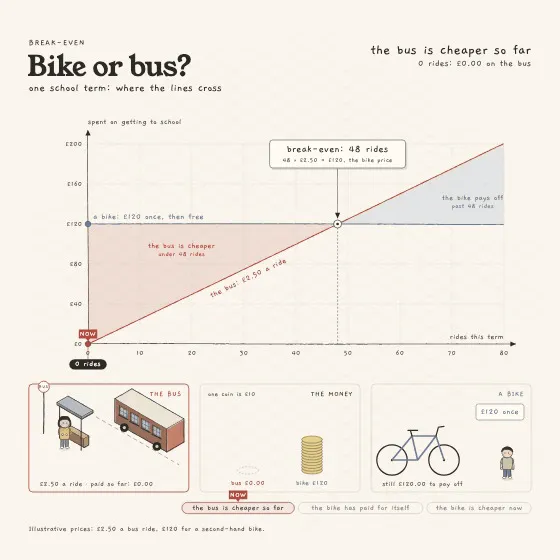 BREAK-EVEN
Bike or bus?
one school term: where the lines cross
the bus is cheaper so far
0 rides: £0.00 on the bus
spent on getting to school
£200
£160
£120
£80
£40
£0
break-even: 48 rides
48 × £2.50 = £120, the bike price
a bike: £120 once, then free
the bus is cheaper
under 48 rides
the bus: £2.50 a ride
the bike pays off
past 48 rides
rides this term
NOW
0 10 20 30 40 50 60 70 80
0 rides
BUS
THE BUS
£2.50 a ride · paid so far: £0.00
one coin is £10
THE MONEY
bus £0.00
bike £120
A BIKE
£120 once
still £120.00 to pay off
NOW
the bus is cheaper so far
the bike has paid for itself
the bike is cheaper now
Illustrative prices: £2.50 a bus ride, £120 for a second-hand bike.